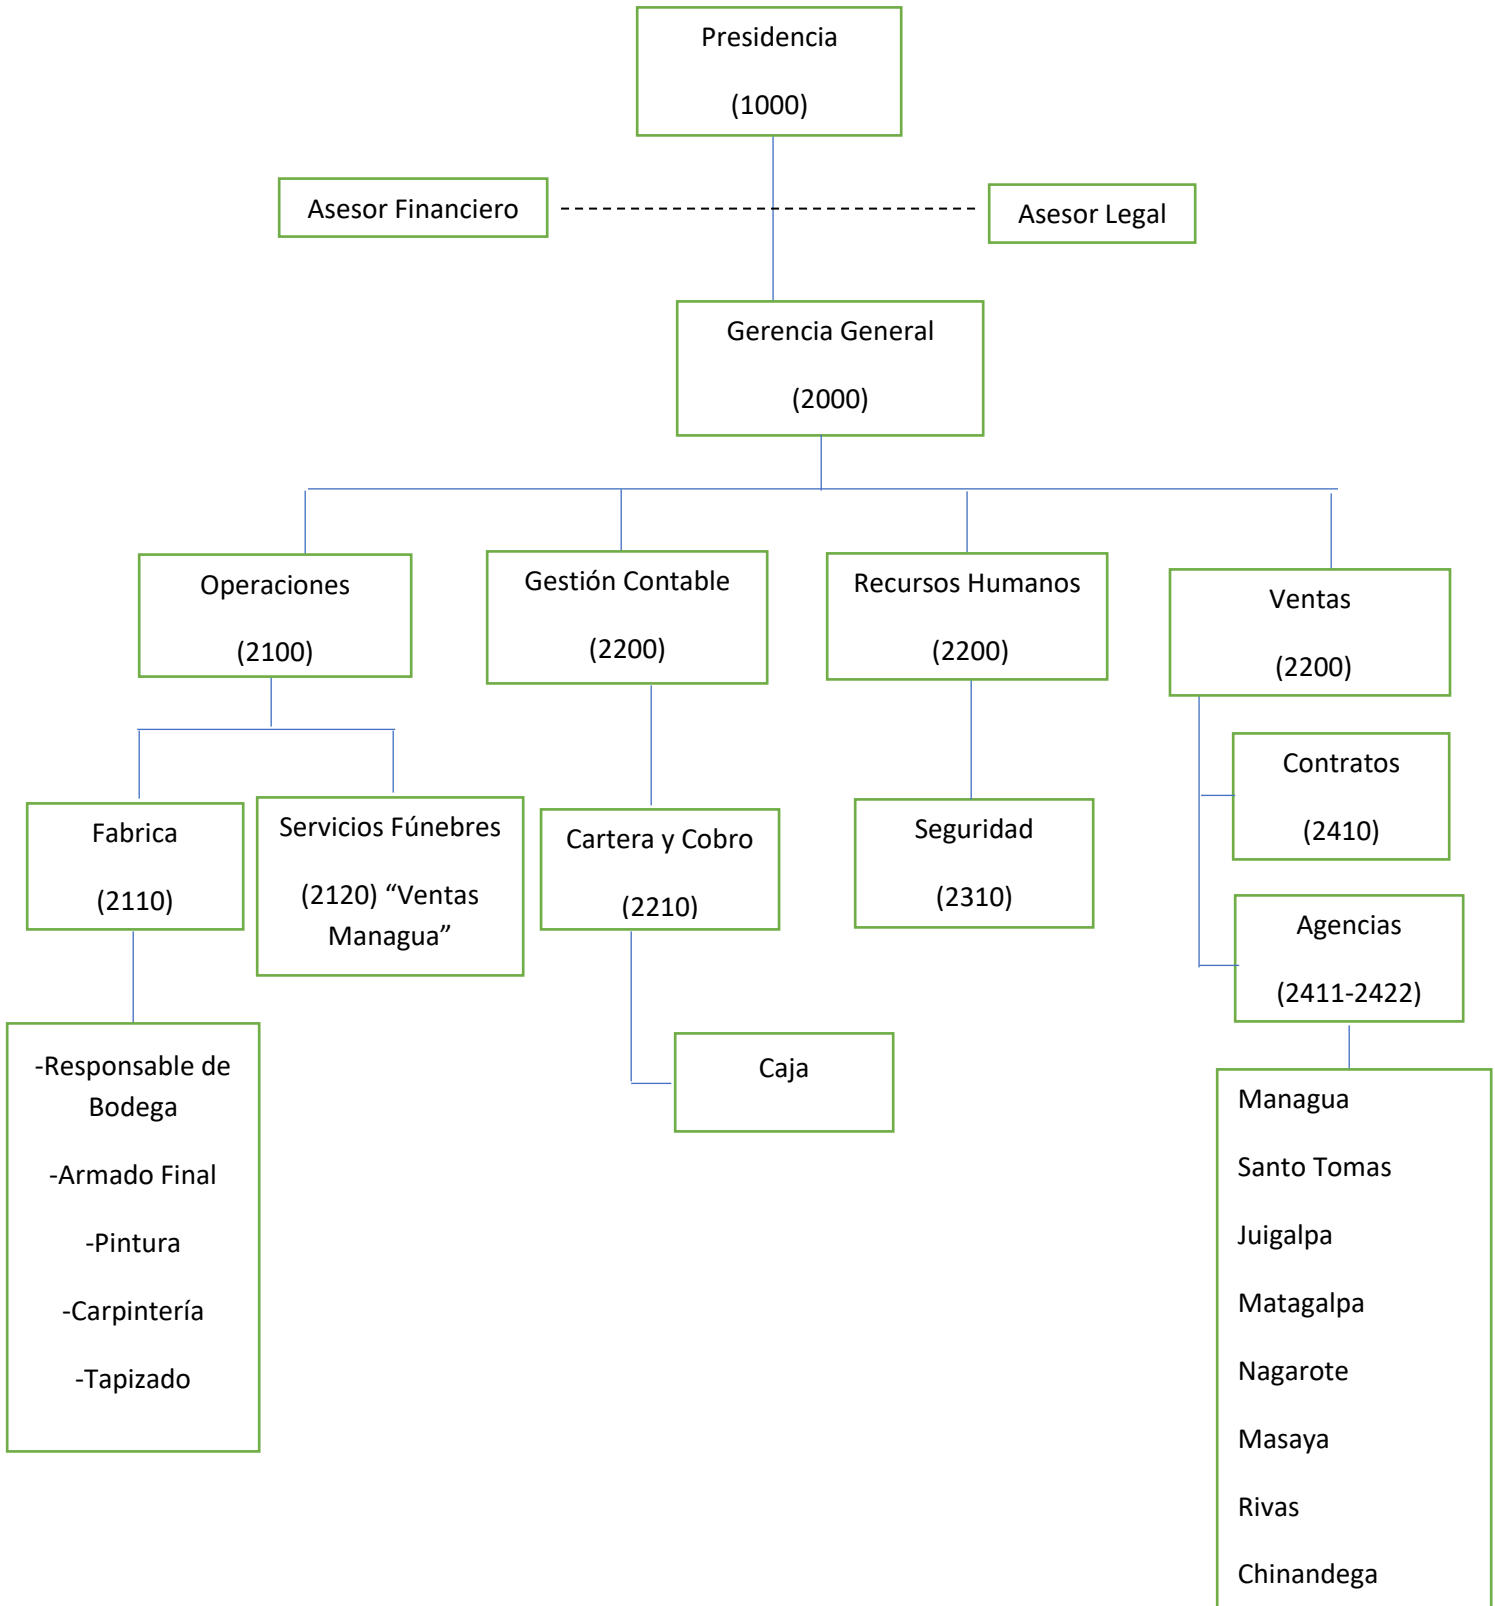 Presidencia
(1000)
Asesor Financiero
Asesor Legal
Gerencia General
(2000)
Operaciones
(2100)
Gestión Contable
(2200)
Recursos Humanos
(2200)
Ventas
(2200)
Contratos
(2410)
Fabrica
(2110)
Servicios Fúnebres
(2120) “Ventas
Managua”
Cartera y Cobro
(2210)
Seguridad
(2310)
Agencias
(2411-2422)
-Responsable de
Bodega
-Armado Final
-Pintura
-Carpintería
-Tapizado
Caja
Managua
Santo Tomas
Juigalpa
Matagalpa
Nagarote
Masaya
Rivas
Chinandega